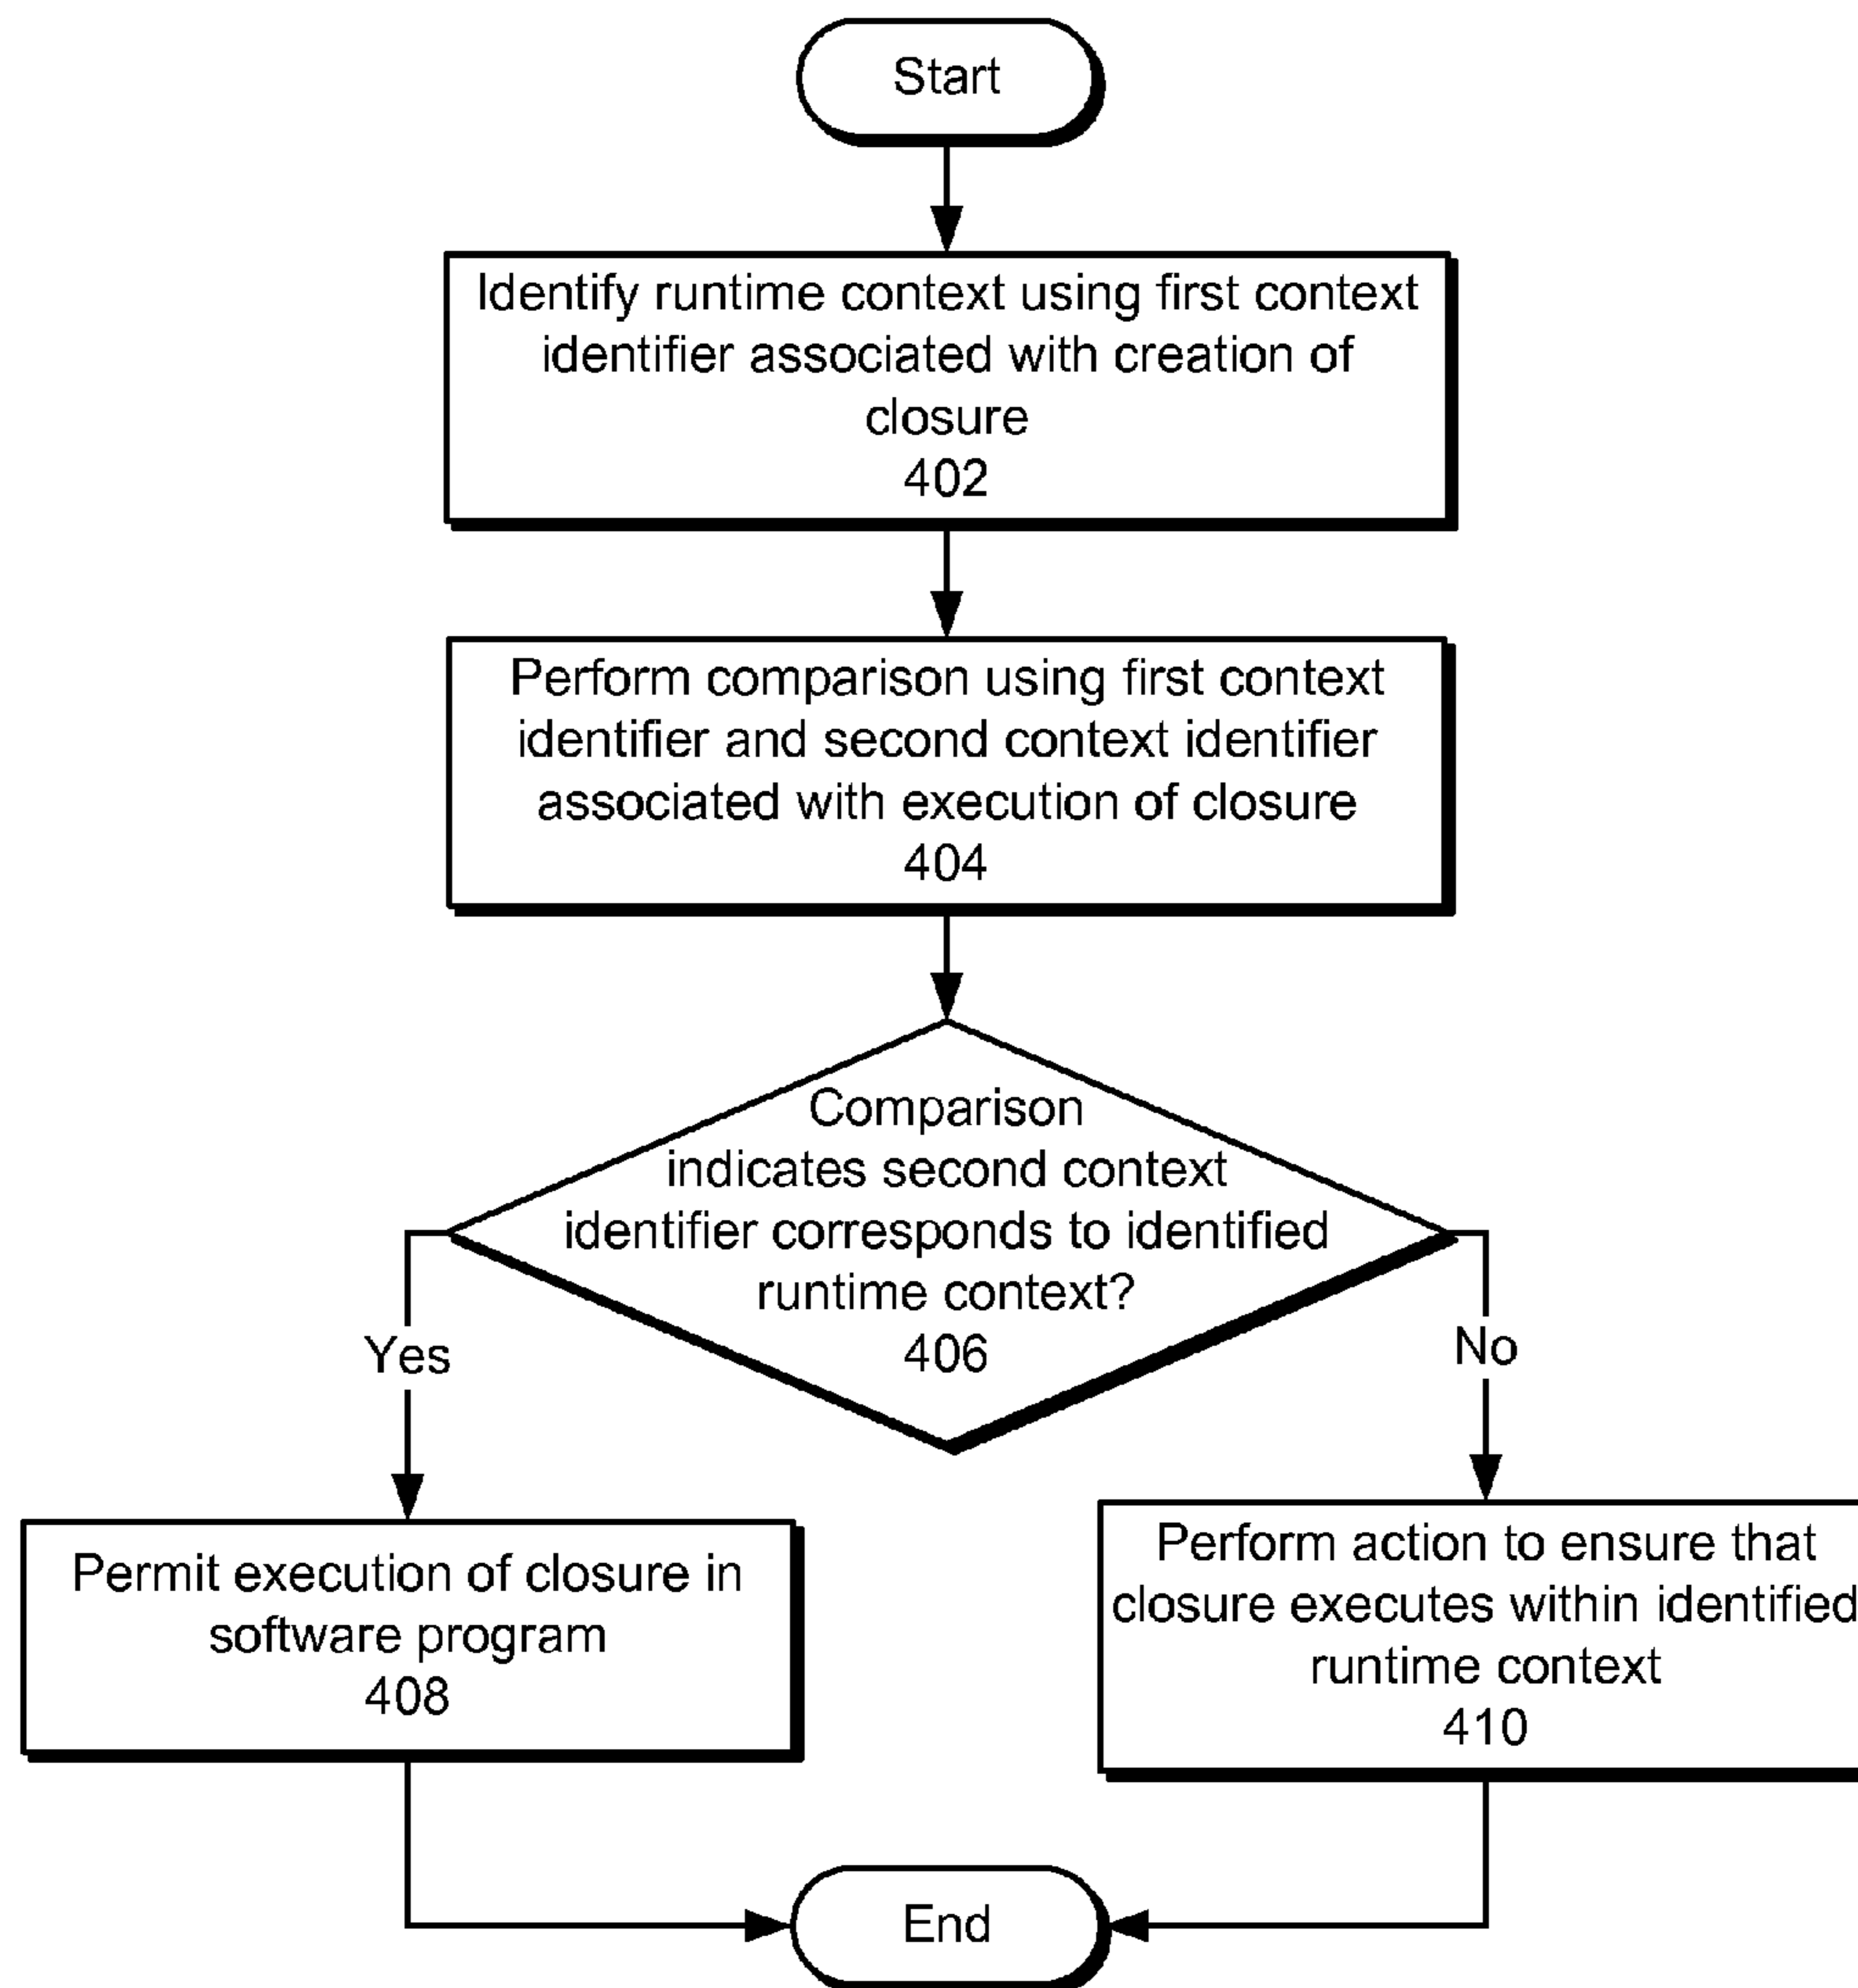 Start
Identify runtime context using first context
identifier associated with creation of
closure
402
Perform comparison using first context
identifier and second context identifier
associated with execution of closure
404
Comparison
indicates second context
identifier corresponds to identified
runtime context?
406
Yes
No
Permit execution of closure in
software program
408
Perform action to ensure that
closure executes within identified
runtime context
410
End